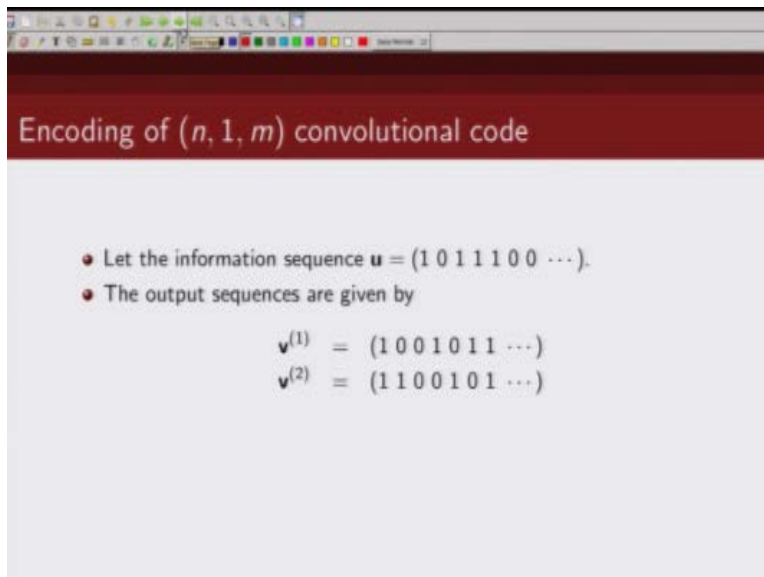 Encoding of (n, 1, m) convolutional code
Let the information sequence u = (1 0 1 1 1 0 0 ···).
The output sequences are given by
v(1) = (1 0 0 1 0 1 1 ···)
v(2) = (1 1 0 0 1 0 1 ···)